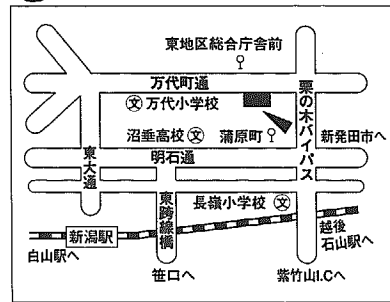 東地区総合庁舎前
万代町通
文 万代小学校
栗の木バイパス
沼垂高校 文
蒲原町
新発田市へ
東大通
明石通
東跨線橋
長嶺小学校 文
新潟駅
白山駅へ
越後
石山駅へ
笹口へ
紫竹山I.Cへ